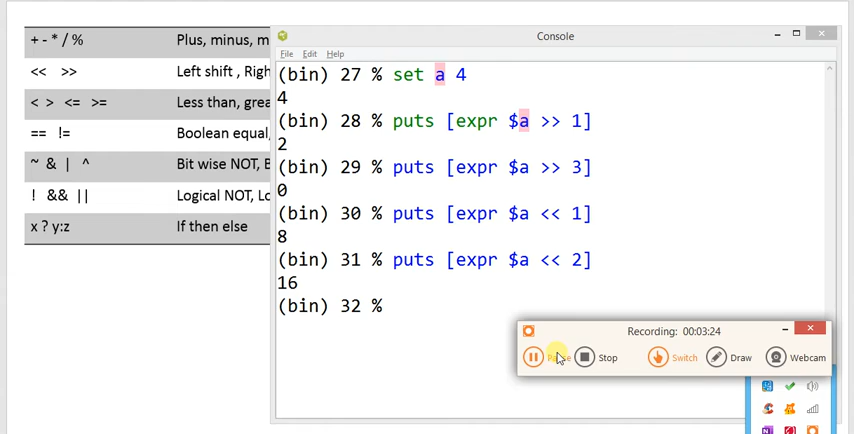 + - * / % Plus, minus, m
<< >> Left shift , Righ
< > <= >= Less than, grea
== != Boolean equal,
~ & | ^ Bit wise NOT, B
! && || Logical NOT, Lo
x ? y:z If then else
Console
File Edit Help
(bin) 27 % set a 4
4
(bin) 28 % puts [expr $a >> 1]
2
(bin) 29 % puts [expr $a >> 3]
0
(bin) 30 % puts [expr $a << 1]
8
(bin) 31 % puts [expr $a << 2]
16
(bin) 32 %
Recording: 00:03:24
Pause Stop Switch Draw Webcam